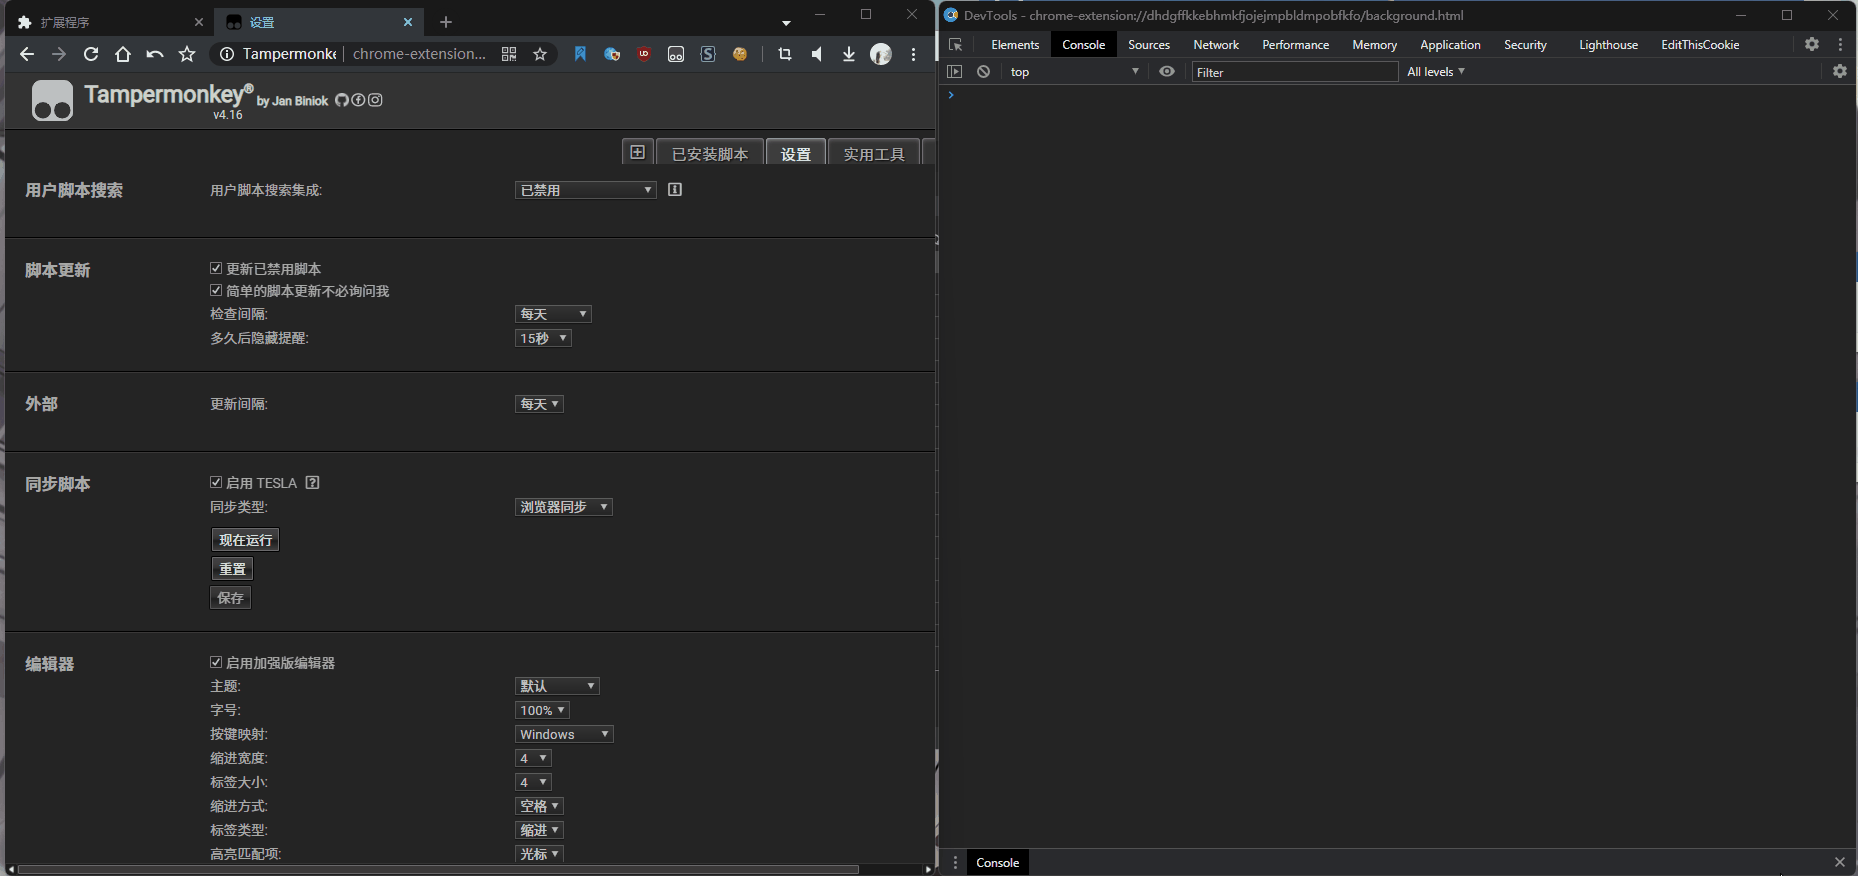 扩展程序
设置
Tampermonke
chrome-extension...
Tampermonkey® by Jan Biniok
v4.16
已安装脚本
设置
实用工具
用户脚本搜索
用户脚本搜索集成:
已禁用
脚本更新
更新已禁用脚本
简单的脚本更新不必询问我
检查间隔:
每天
多久后隐藏提醒:
15秒
外部
更新间隔:
每天
同步脚本
启用 TESLA
同步类型:
浏览器同步
现在运行
重置
保存
编辑器
启用加强版编辑器
主题:
默认
字号:
100%
按键映射:
Windows
缩进宽度:
4
标签大小:
4
缩进方式:
空格
标签类型:
缩进
高亮匹配项:
光标
DevTools - chrome-extension://dhdgffkkebhmkfjojejmpbldmpobfkfo/background.html
Elements
Console
Sources
Network
Performance
Memory
Application
Security
Lighthouse
EditThisCookie
top
Filter
All levels
Console